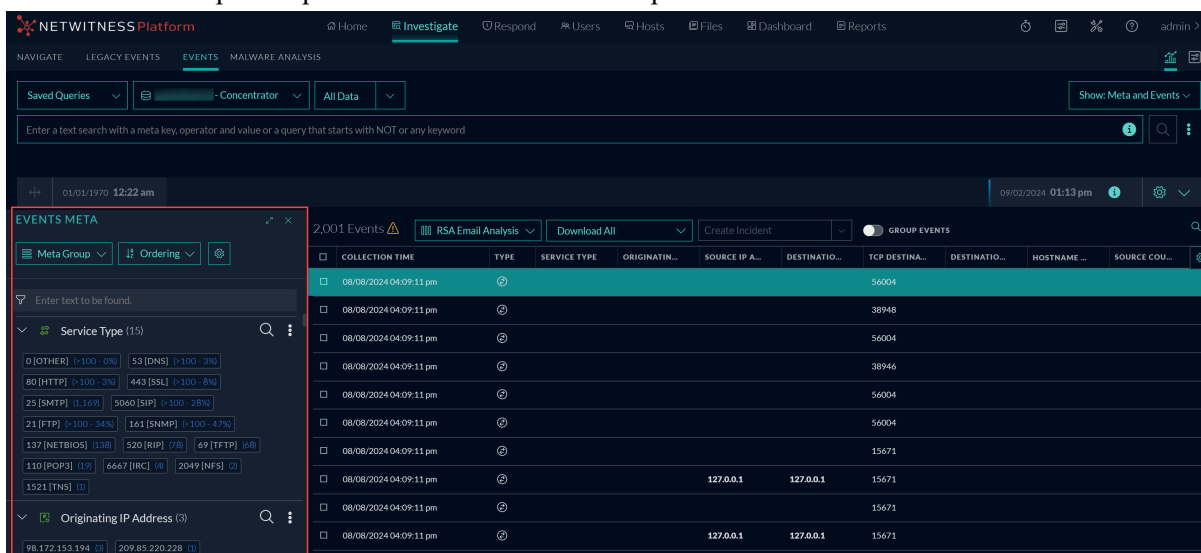 NETWITNESS Platform Home Investigate Respond Users Hosts Files Dashboard Reports admin >
NAVIGATE LEGACY EVENTS EVENTS MALWARE ANALYSIS
Saved Queries - Concentrator All Data Show: Meta and Events
Enter a text search with a meta key, operator and value or a query that starts with NOT or any keyword
01/01/1970 12:22 am 09/02/2024 01:13 pm
EVENTS META
2,001 Events RSA Email Analysis Download All Create Incident GROUP EVENTS
Meta Group Ordering
COLLECTION TIME TYPE SERVICE TYPE ORIGINATIN... SOURCE IP A... DESTINATIO... TCP DESTINA... DESTINATIO... HOSTNAME ... SOURCE COU...
08/08/2024 04:09:11 pm 56004
Enter text to be found.
08/08/2024 04:09:11 pm 38948
Service Type (15)
08/08/2024 04:09:11 pm 56004
0 [OTHER] (>100 - 0%) 53 [DNS] (>100 - 3%)
08/08/2024 04:09:11 pm 38946
80 [HTTP] (>100 - 3%) 443 [SSL] (>100 - 8%)
25 [SMTP] (1,169) 5060 [SIP] (>100 - 28%)
08/08/2024 04:09:11 pm 56004
21 [FTP] (>100 - 34%) 161 [SNMP] (>100 - 47%)
08/08/2024 04:09:11 pm 56004
137 [NETBIOS] (138) 520 [RIP] (78) 69 [TFTP] (68)
08/08/2024 04:09:11 pm 15671
110 [POP3] (19) 6667 [IRC] (4) 2049 [NFS] (2)
08/08/2024 04:09:11 pm 127.0.0.1 127.0.0.1 15671
1521 [TNS] (1)
08/08/2024 04:09:11 pm 15671
Originating IP Address (3)
08/08/2024 04:09:11 pm 127.0.0.1 127.0.0.1 15671
98.172.153.194 (3) 209.85.220.228 (1)